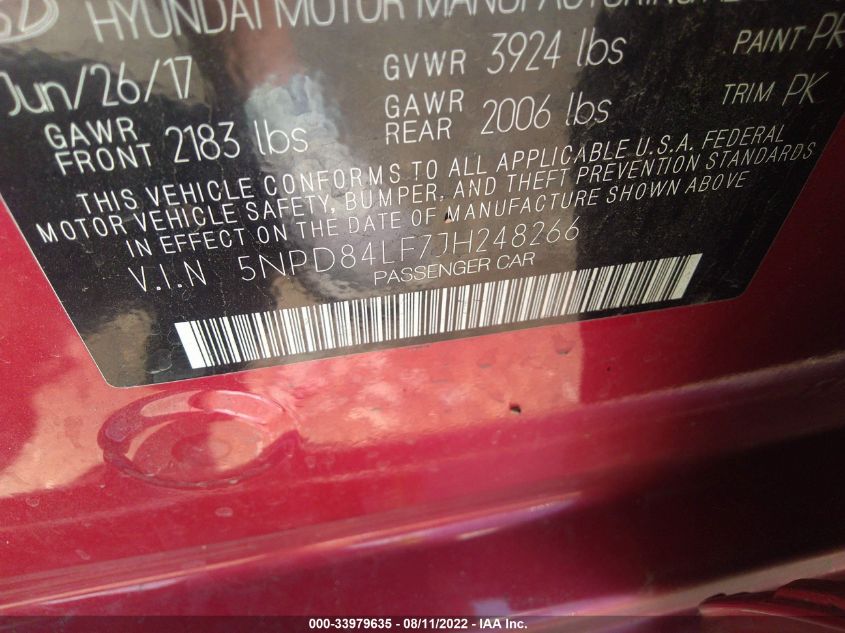 HYUNDAI MOTOR MANUFACTURING
Jun/26/17 GVWR 3924 lbs PAINT PR
GAWR FRONT 2183 lbs GAWR REAR 2006 lbs TRIM PK
THIS VEHICLE CONFORMS TO ALL APPLICABLE U.S.A. FEDERAL
MOTOR VEHICLE SAFETY, BUMPER, AND THEFT PREVENTION STANDARDS
IN EFFECT ON THE DATE OF MANUFACTURE SHOWN ABOVE
V.I.N 5NPD84LF7JH248266
PASSENGER CAR
000-33979635 - 08/11/2022 - IAA Inc.